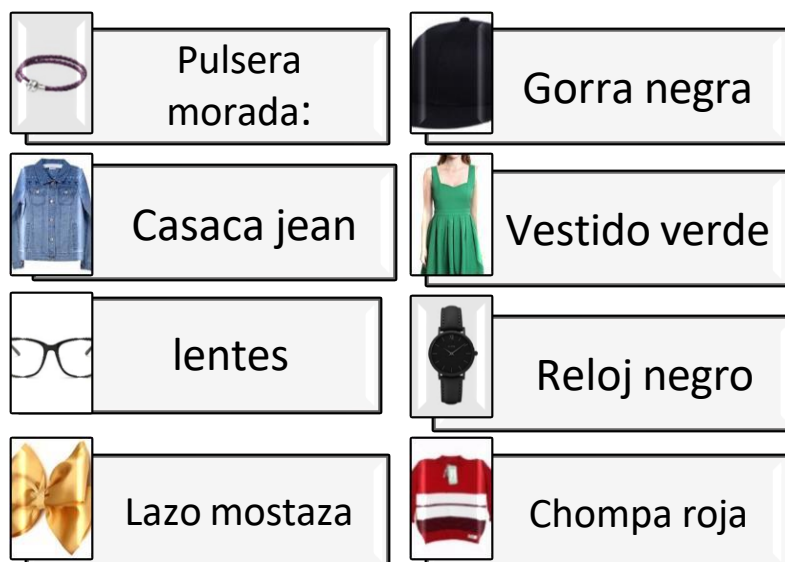 Pulsera
morada:
Gorra negra
Casaca jean
Vestido verde
lentes
Reloj negro
Lazo mostaza
Chompa roja